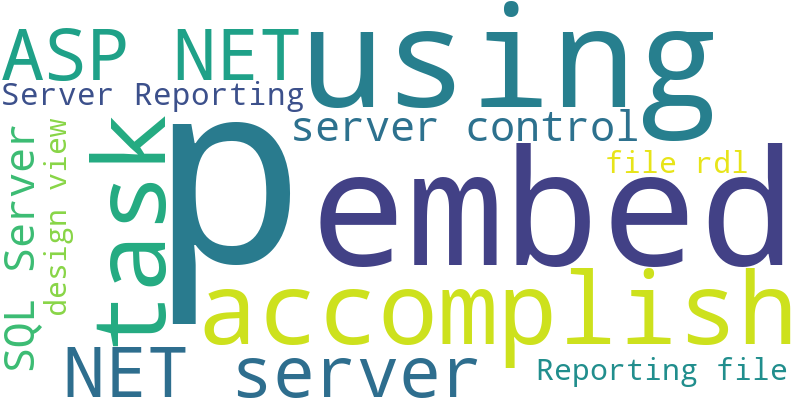 ASP NET
using
Server Reporting
server control
p
embed
task
SQL Server
design view
file rdl
accomplish
NET server
Reporting file